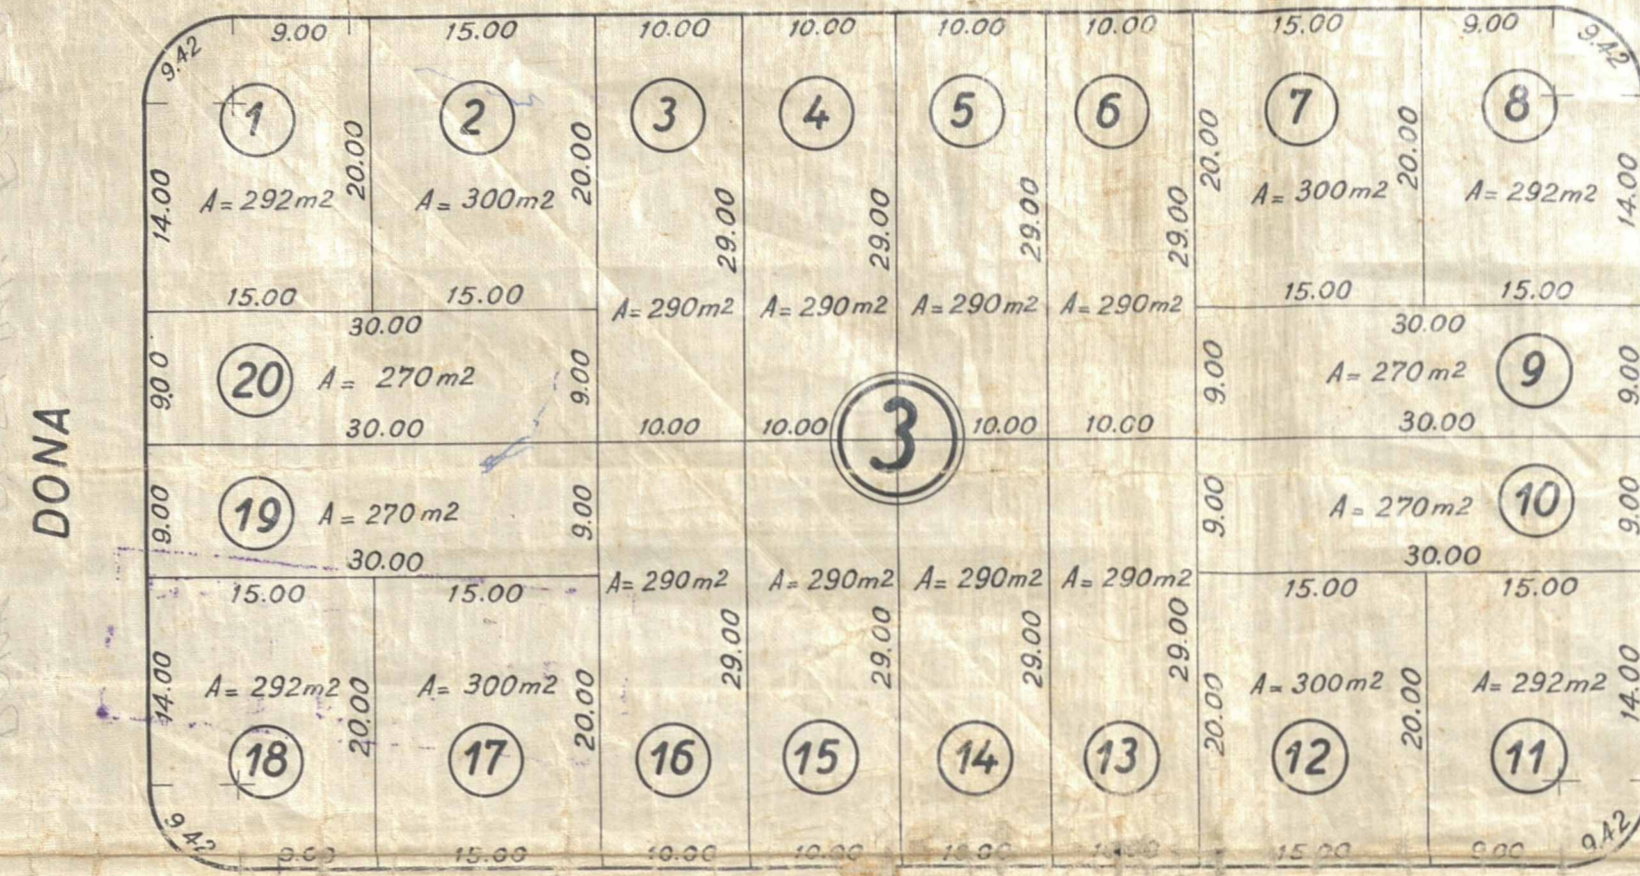 9.42 9.00 15.00 10.00 10.00 10.00 10.00 15.00 9.00 9.42
1 2 3 4 5 6 7 8
14.00 20.00 20.00 29.00 29.00 29.00 29.00 20.00 20.00 14.00
A= 292m2 A= 300m2 A= 300m2 A= 292m2
15.00 15.00 15.00 15.00
A= 290m2 A= 290m2 A= 290m2 A= 290m2
30.00 30.00
9.00 20 A= 270m2 9.00 9.00 A= 270m2 9 9.00
30.00 10.00 10.00 3 10.00 10.00 30.00
DONA
9.00 19 A= 270m2 9.00 9.00 A= 270m2 10 9.00
30.00 30.00
A= 290m2 A= 290m2 A= 290m2 A= 290m2
15.00 15.00 15.00 15.00
14.00 20.00 20.00 29.00 29.00 29.00 29.00 20.00 20.00 14.00
A= 292m2 A= 300m2 A= 300m2 A= 292m2
18 17 16 15 14 13 12 11
9.42 9.00 15.00 10.00 10.00 10.00 15.00 9.00 9.42